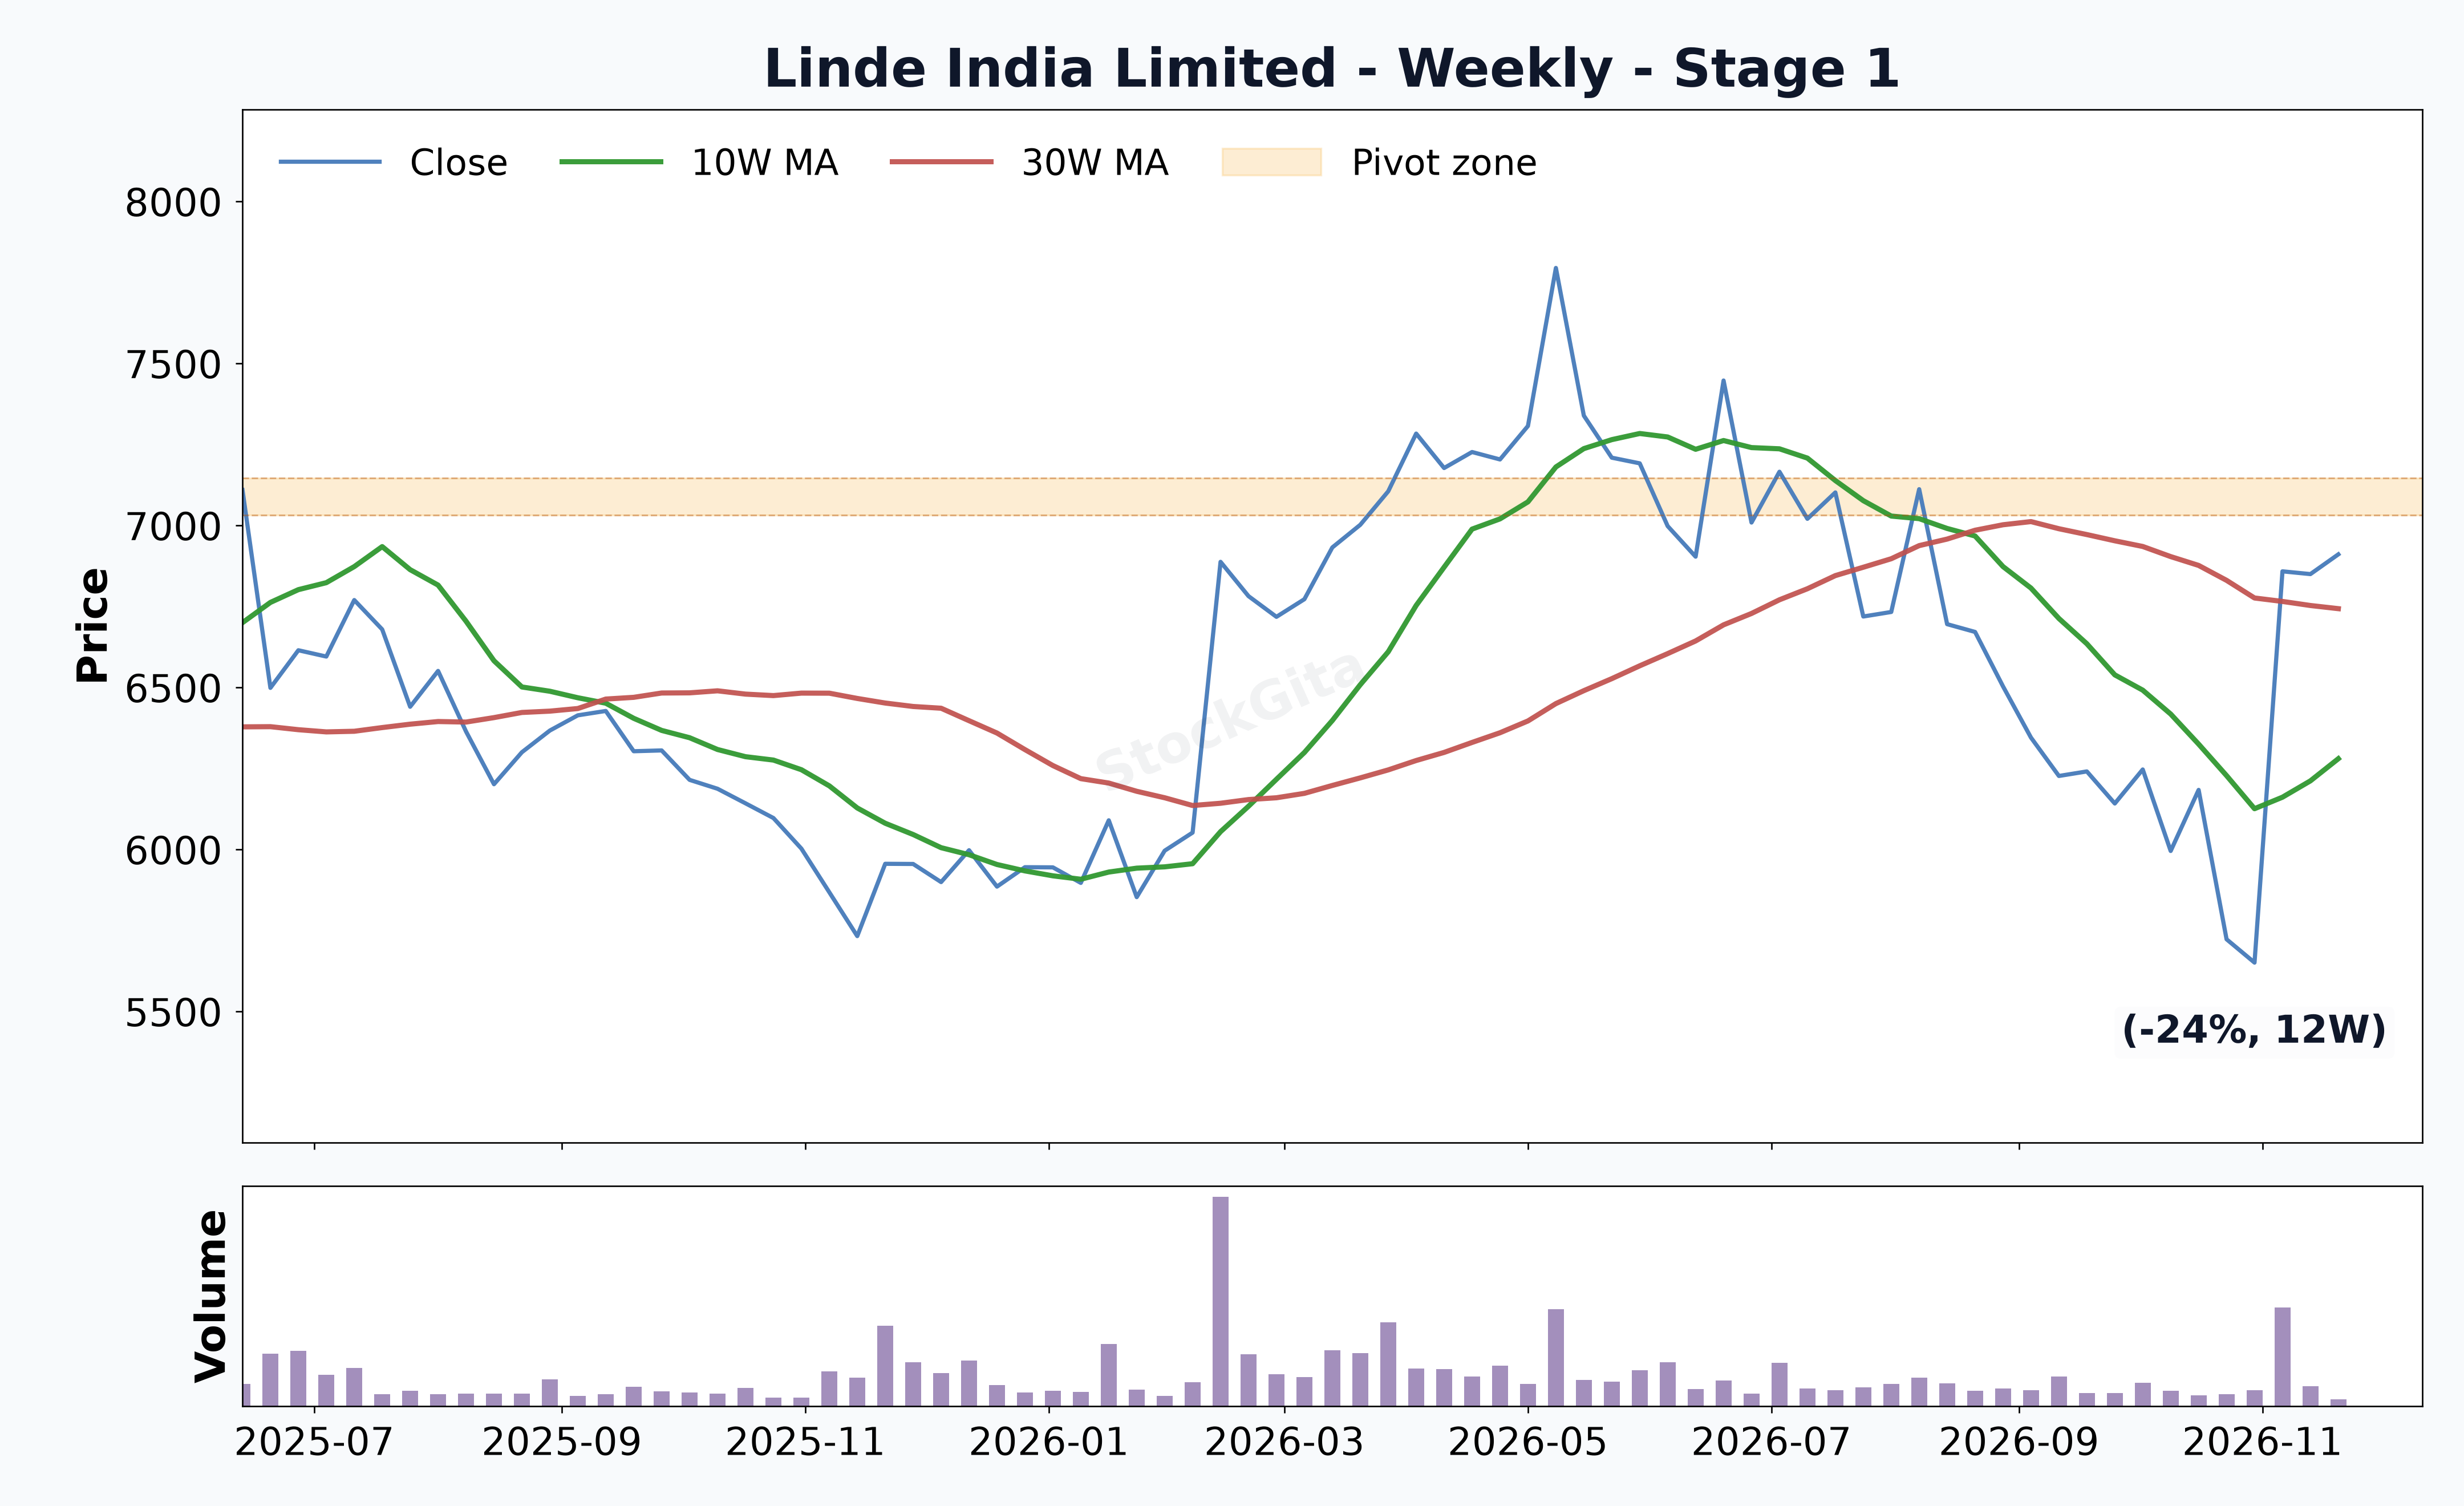 Linde India Limited - Weekly - Stage 1
Close 10W MA 30W MA Pivot zone
8000
7500
7000
6500
6000
5500
Price
StockGita
(-24%, 12W)
Volume
2025-07 2025-09 2025-11 2026-01 2026-03 2026-05 2026-07 2026-09 2026-11